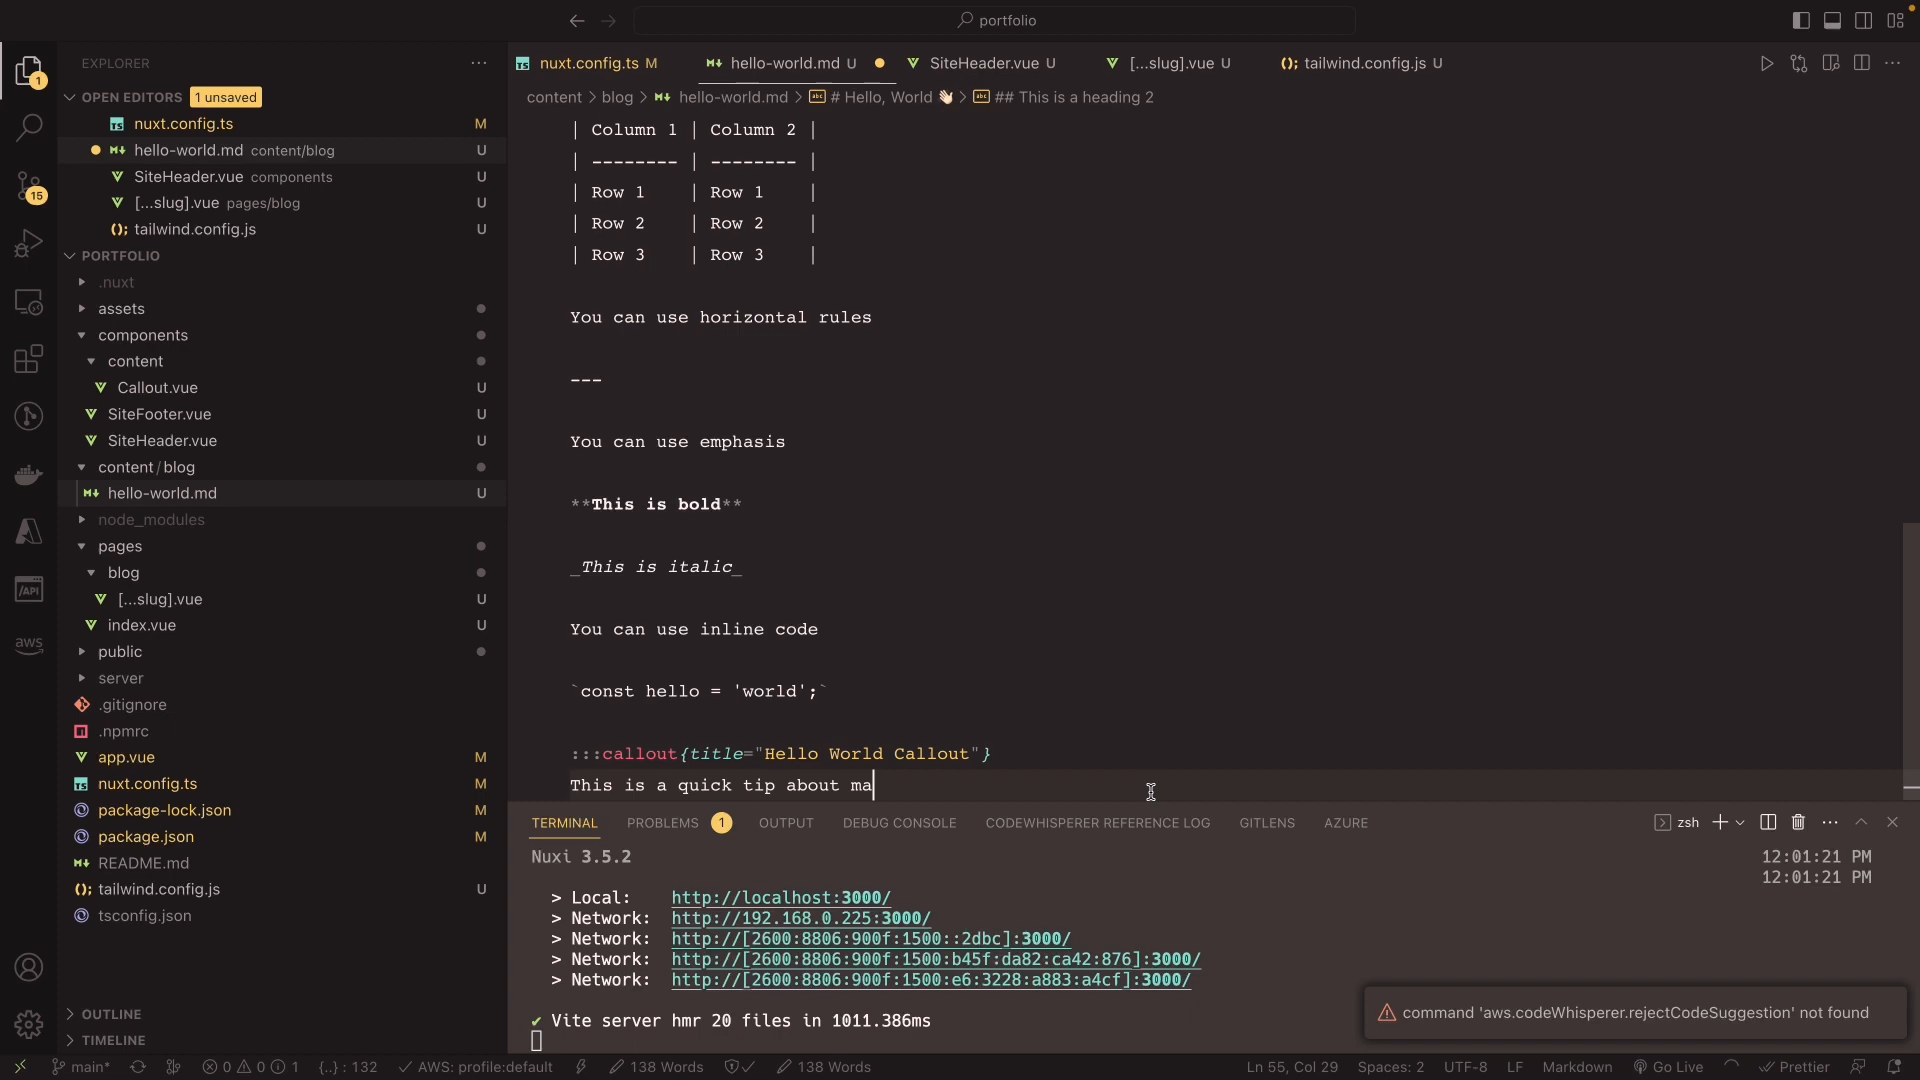 portfolio
EXPLORER
OPEN EDITORS 1 unsaved
nuxt.config.ts M
hello-world.md content/blog U
SiteHeader.vue components U
[...slug].vue pages/blog U
tailwind.config.js U
PORTFOLIO
.nuxt
assets
components
content
Callout.vue U
SiteFooter.vue U
SiteHeader.vue U
content/blog
hello-world.md U
node_modules
pages
blog
[...slug].vue U
index.vue U
public
server
.gitignore
.npmrc
app.vue M
nuxt.config.ts M
package-lock.json M
package.json M
README.md
tailwind.config.js U
tsconfig.json
OUTLINE
TIMELINE
1
15
/API
aws
nuxt.config.ts M hello-world.md U SiteHeader.vue U [...slug].vue U tailwind.config.js U
content > blog > hello-world.md > # Hello, World 👋🏻 > ## This is a heading 2
| Column 1 | Column 2 |
| -------- | -------- |
| Row 1 | Row 1 |
| Row 2 | Row 2 |
| Row 3 | Row 3 |
You can use horizontal rules
---
You can use emphasis
**This is bold**
_This is italic_
You can use inline code
`const hello = 'world';`
:::callout{title="Hello World Callout"}
This is a quick tip about ma
TERMINAL PROBLEMS 1 OUTPUT DEBUG CONSOLE CODEWHISPERER REFERENCE LOG GITLENS AZURE zsh
Nuxi 3.5.2 12:01:21 PM
12:01:21 PM
> Local: http://localhost:3000/
> Network: http://192.168.0.225:3000/
> Network: http://[2600:8806:900f:1500::2dbc]:3000/
> Network: http://[2600:8806:900f:1500:b45f:da82:ca42:876]:3000/
> Network: http://[2600:8806:900f:1500:e6:3228:a883:a4cf]:3000/
✔ Vite server hmr 20 files in 1011.386ms
command 'aws.codeWhisperer.rejectCodeSuggestion' not found
main* 0 0 1 {..} : 132 AWS: profile:default 138 Words 138 Words Ln 55, Col 29 Spaces: 2 UTF-8 LF Markdown Go Live Prettier